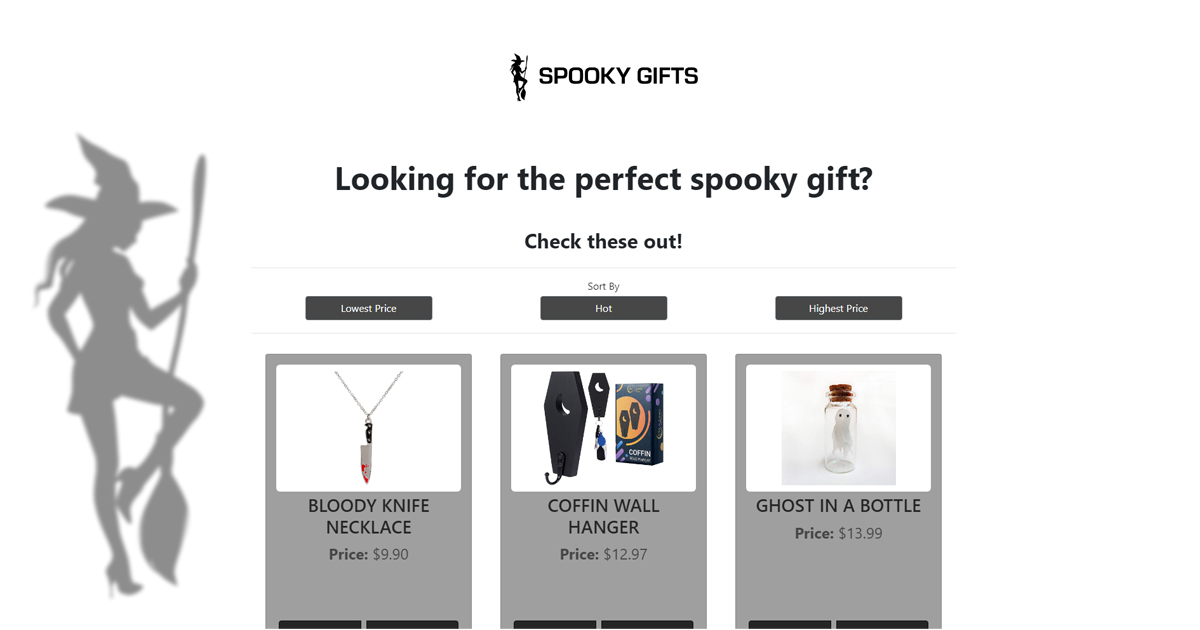 SPOOKY GIFTS
Looking for the perfect spooky gift?
Check these out!
Sort By
Lowest Price
Hot
Highest Price
COFFIN
BLOODY KNIFE
NECKLACE
Price: $9.90
COFFIN WALL
HANGER
Price: $12.97
GHOST IN A BOTTLE
Price: $13.99